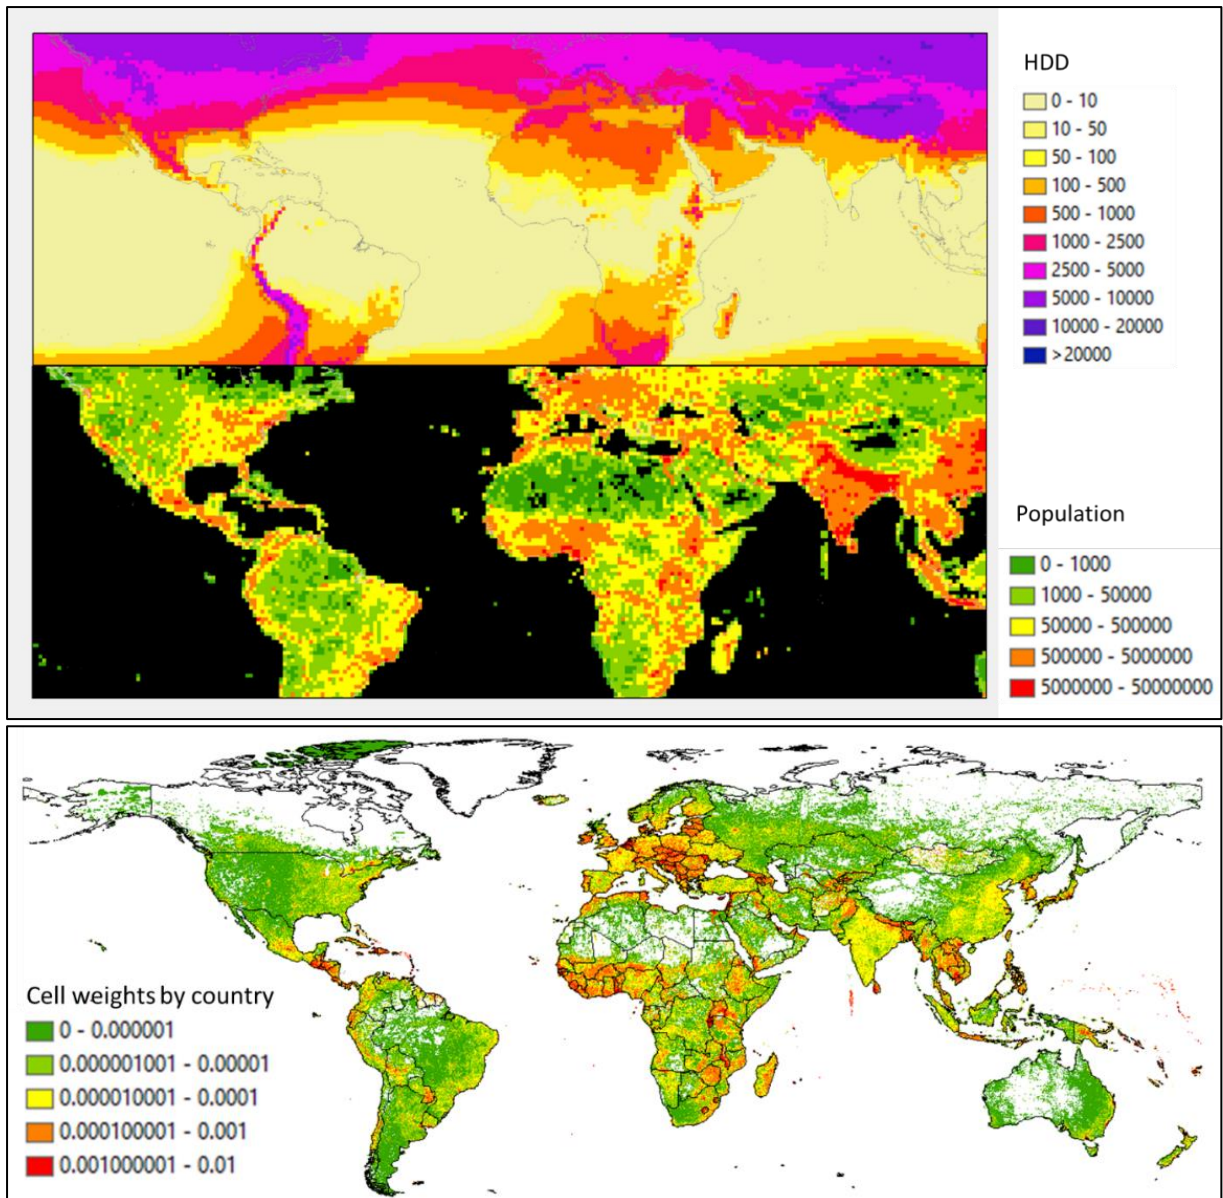 HDD
0 - 10
10 - 50
50 - 100
100 - 500
500 - 1000
1000 - 2500
2500 - 5000
5000 - 10000
10000 - 20000
>20000
Population
0 - 1000
1000 - 50000
50000 - 500000
500000 - 5000000
5000000 - 50000000
Cell weights by country
0 - 0.000001
0.000001001 - 0.00001
0.000010001 - 0.0001
0.000100001 - 0.001
0.001000001 - 0.01